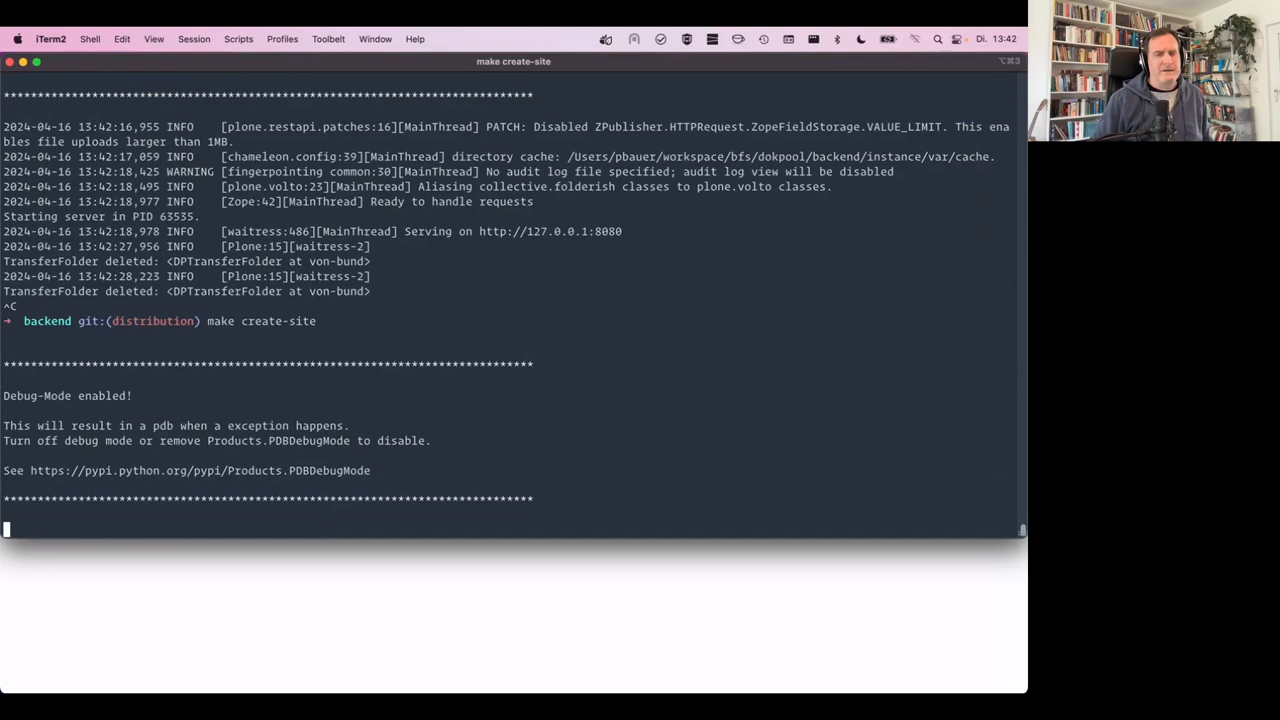 iTerm2 Shell Edit View Session Scripts Profiles Toolbelt Window Help Di. 13:42
make create-site ⌥⌘3
******************************************************************************
2024-04-16 13:42:16,955 INFO [plone.restapi.patches:16][MainThread] PATCH: Disabled ZPublisher.HTTPRequest.ZopeFieldStorage.VALUE_LIMIT. This ena
bles file uploads larger than 1MB.
2024-04-16 13:42:17,059 INFO [chameleon.config:39][MainThread] directory cache: /Users/pbauer/workspace/bfs/dokpool/backend/instance/var/cache.
2024-04-16 13:42:18,425 WARNING [fingerpointing common:30][MainThread] No audit log file specified; audit log view will be disabled
2024-04-16 13:42:18,495 INFO [plone.volto:23][MainThread] Aliasing collective.folderish classes to plone.volto classes.
2024-04-16 13:42:18,977 INFO [Zope:42][MainThread] Ready to handle requests
Starting server in PID 63535.
2024-04-16 13:42:18,978 INFO [waitress:486][MainThread] Serving on http://127.0.0.1:8080
2024-04-16 13:42:27,956 INFO [Plone:15][waitress-2]
TransferFolder deleted: <DPTransferFolder at von-bund>
2024-04-16 13:42:28,223 INFO [Plone:15][waitress-2]
TransferFolder deleted: <DPTransferFolder at von-bund>
^C
➜ backend git:(distribution) make create-site
******************************************************************************
Debug-Mode enabled!
This will result in a pdb when a exception happens.
Turn off debug mode or remove Products.PDBDebugMode to disable.
See https://pypi.python.org/pypi/Products.PDBDebugMode
******************************************************************************